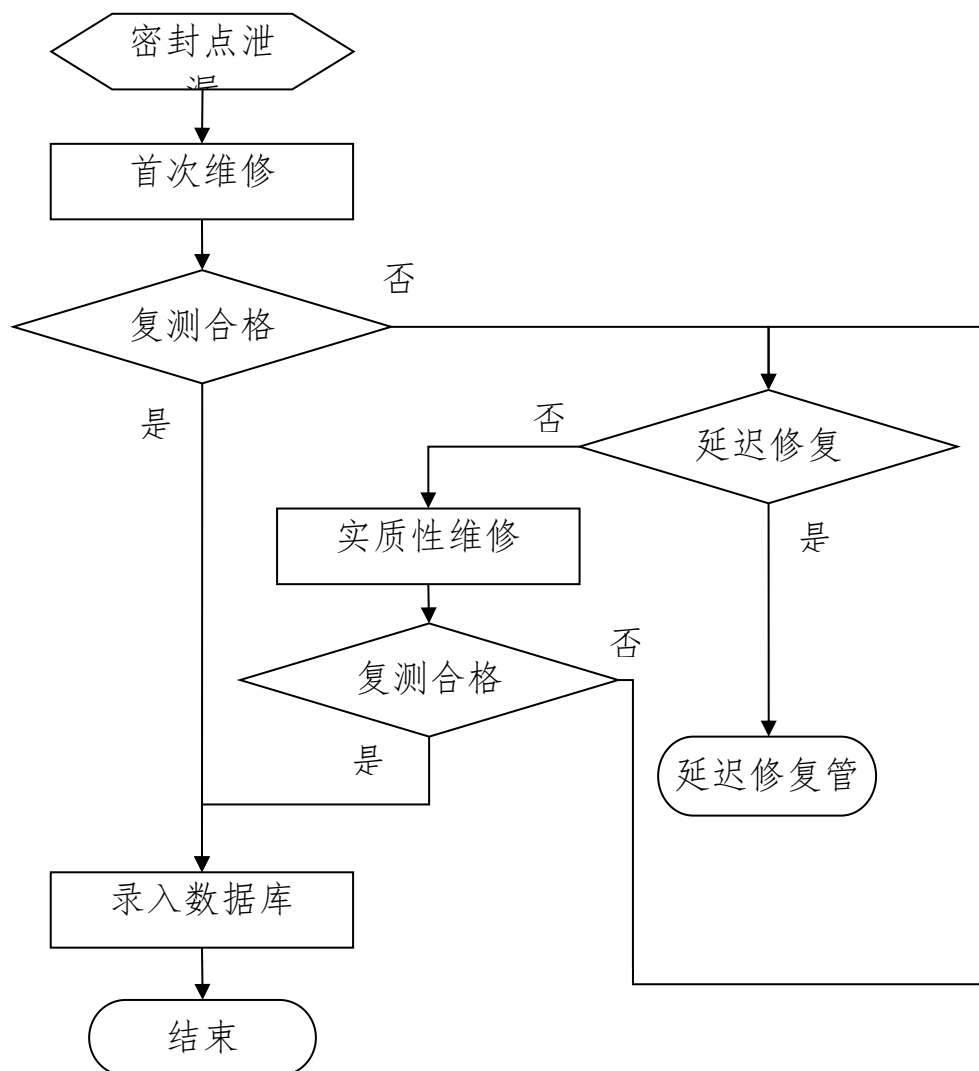 密封点泄
漏
首次维修
否
复测合格
是
否
延迟修复
实质性维修
是
否
复测合格
是
延迟修复管
录入数据库
结束